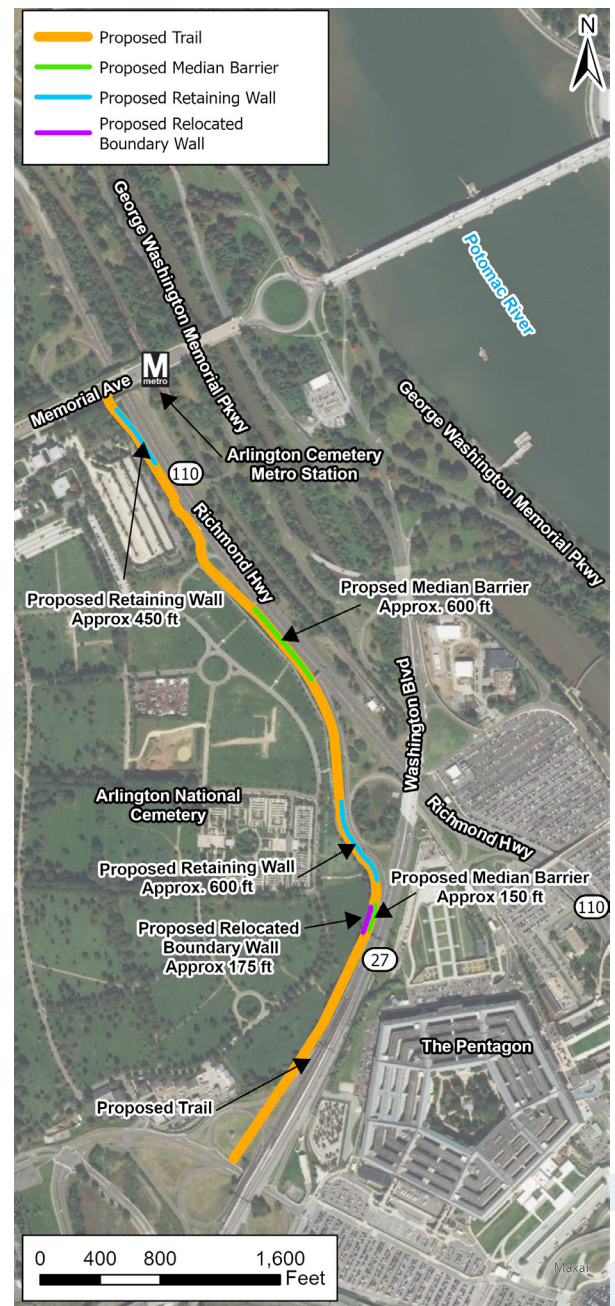 Proposed Trail
Proposed Median Barrier
Proposed Retaining Wall
Proposed Relocated
Boundary Wall
N
George Washington Memorial Pkwy
Potomac River
M
metro
Memorial Ave
George Washington Memorial Pkwy
Arlington Cemetery
Metro Station
110
Richmond Hwy
Proposed Retaining Wall
Approx 450 ft
Propsed Median Barrier
Approx. 600 ft
Washington Blvd
Arlington National
Cemetery
Richmond Hwy
Proposed Retaining Wall
Approx. 600 ft
Proposed Median Barrier
Approx 150 ft
110
Proposed Relocated
Boundary Wall
Approx 175 ft
27
The Pentagon
Proposed Trail
0 400 800 1,600
Feet
Maxar